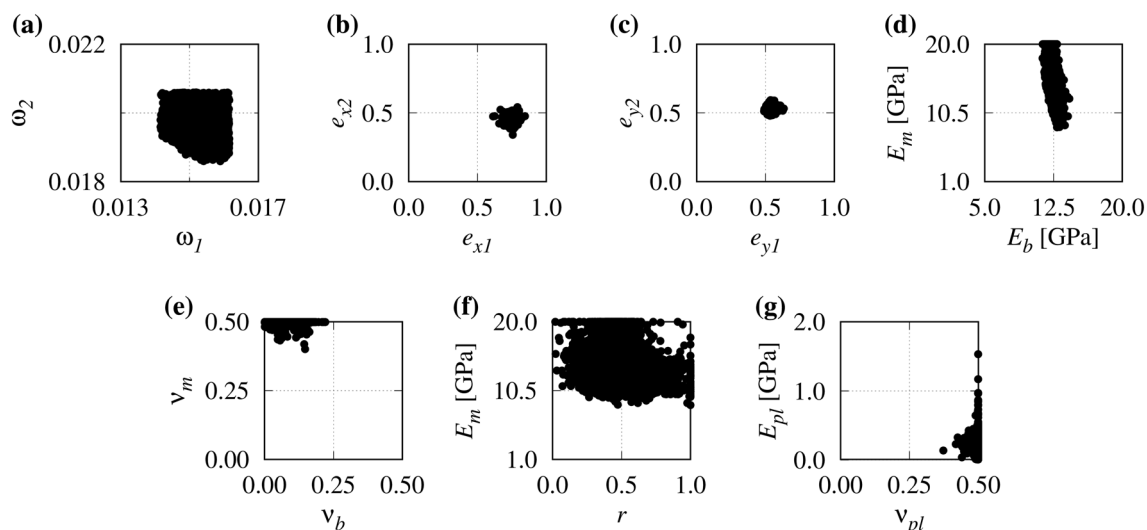 (a)
0.022
ω2
0.018
0.013
0.017
ω1
(b)
1.0
ex2
0.5
0.0
0.0
0.5
1.0
ex1
(c)
1.0
ey2
0.5
0.0
0.0
0.5
1.0
ey1
(d)
20.0
Em [GPa]
10.5
1.0
5.0
12.5
20.0
Eb [GPa]
(e)
0.50
νm
0.25
0.00
0.00
0.25
0.50
νb
(f)
20.0
Em [GPa]
10.5
1.0
0.0
0.5
1.0
r
(g)
2.0
Epl [GPa]
1.0
0.0
0.00
0.25
0.50
νpl